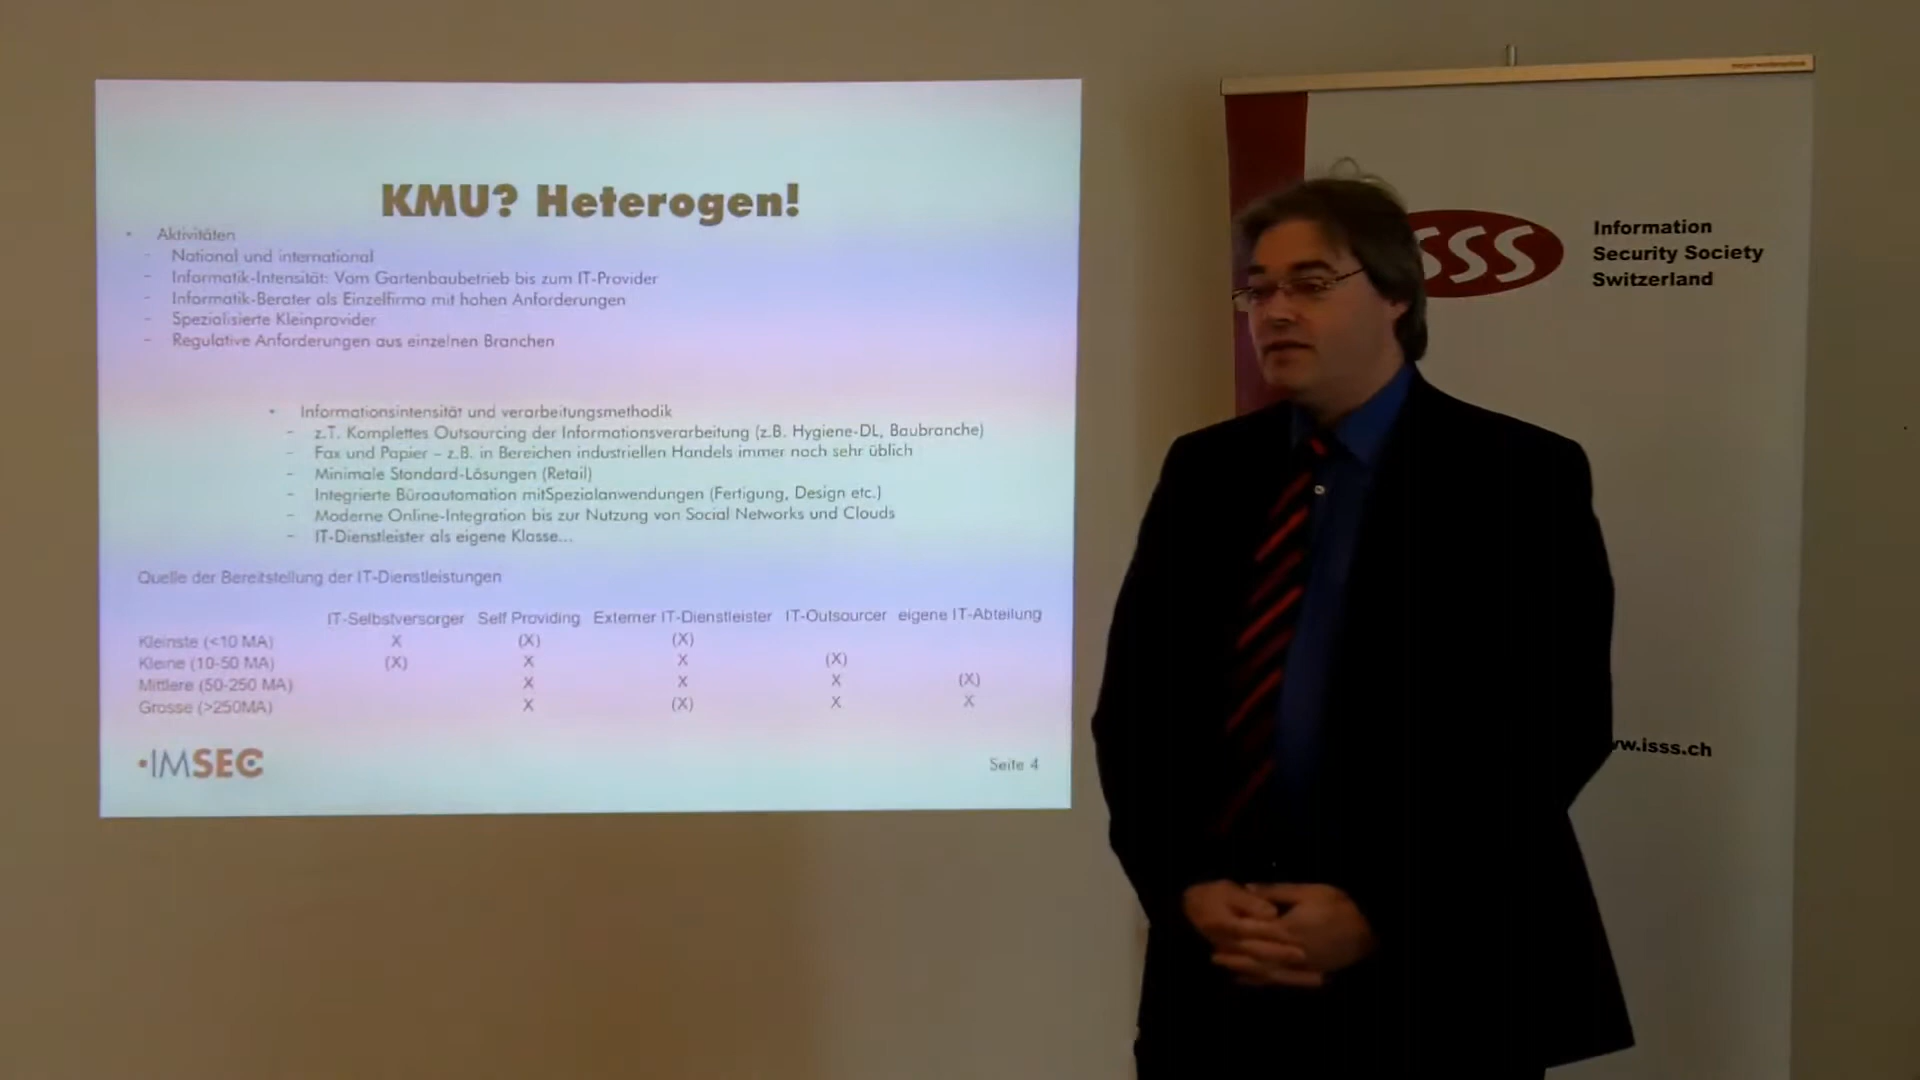 KMU? Heterogen!
• Aktivitäten
- National und international
- Informatik-Intensität: Vom Gartenbaubetrieb bis zum IT-Provider
- Informatik-Berater als Einzelfirma mit hohen Anforderungen
- Spezialisierte Kleinprovider
- Regulative Anforderungen aus einzelnen Branchen
• Informationsintensität und verarbeitungsmethodik
- z.T. Komplettes Outsourcing der Informationsverarbeitung (z.B. Hygiene-DL, Baubranche)
- Fax und Papier – z.B. in Bereichen industriellen Handels immer noch sehr üblich
- Minimale Standard-Lösungen (Retail)
- Integrierte Büroautomation mitSpezialanwendungen (Fertigung, Design etc.)
- Moderne Online-Integration bis zur Nutzung von Social Networks und Clouds
- IT-Dienstleister als eigene Klasse...
Quelle der Bereitstellung der IT-Dienstleistungen
IT-Selbstversorger Self Providing Externer IT-Dienstleister IT-Outsourcer eigene IT-Abteilung
Kleinste (<10 MA) X (X) (X)
Kleine (10-50 MA) (X) X X (X)
Mittlere (50-250 MA) X X X (X)
Grosse (>250MA) X (X) X X
•IMSEC
Seite 4
SSS
Information
Security Society
Switzerland
w.isss.ch